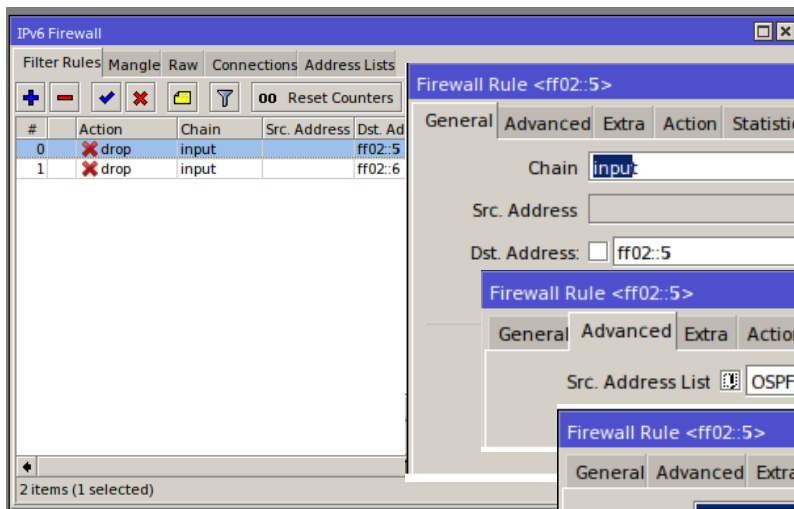 IPv6 Firewall
Filter Rules Mangle Raw Connections Address Lists
00 Reset Counters
# Action Chain Src. Address Dst. Ad
0 drop input ff02::5
1 drop input ff02::6
2 items (1 selected)
Firewall Rule <ff02::5>
General Advanced Extra Action Statistic
Chain input
Src. Address
Dst. Address: ff02::5
Firewall Rule <ff02::5>
General Advanced Extra Action
Src. Address List ! OSPF
Firewall Rule <ff02::5>
General Advanced Extra